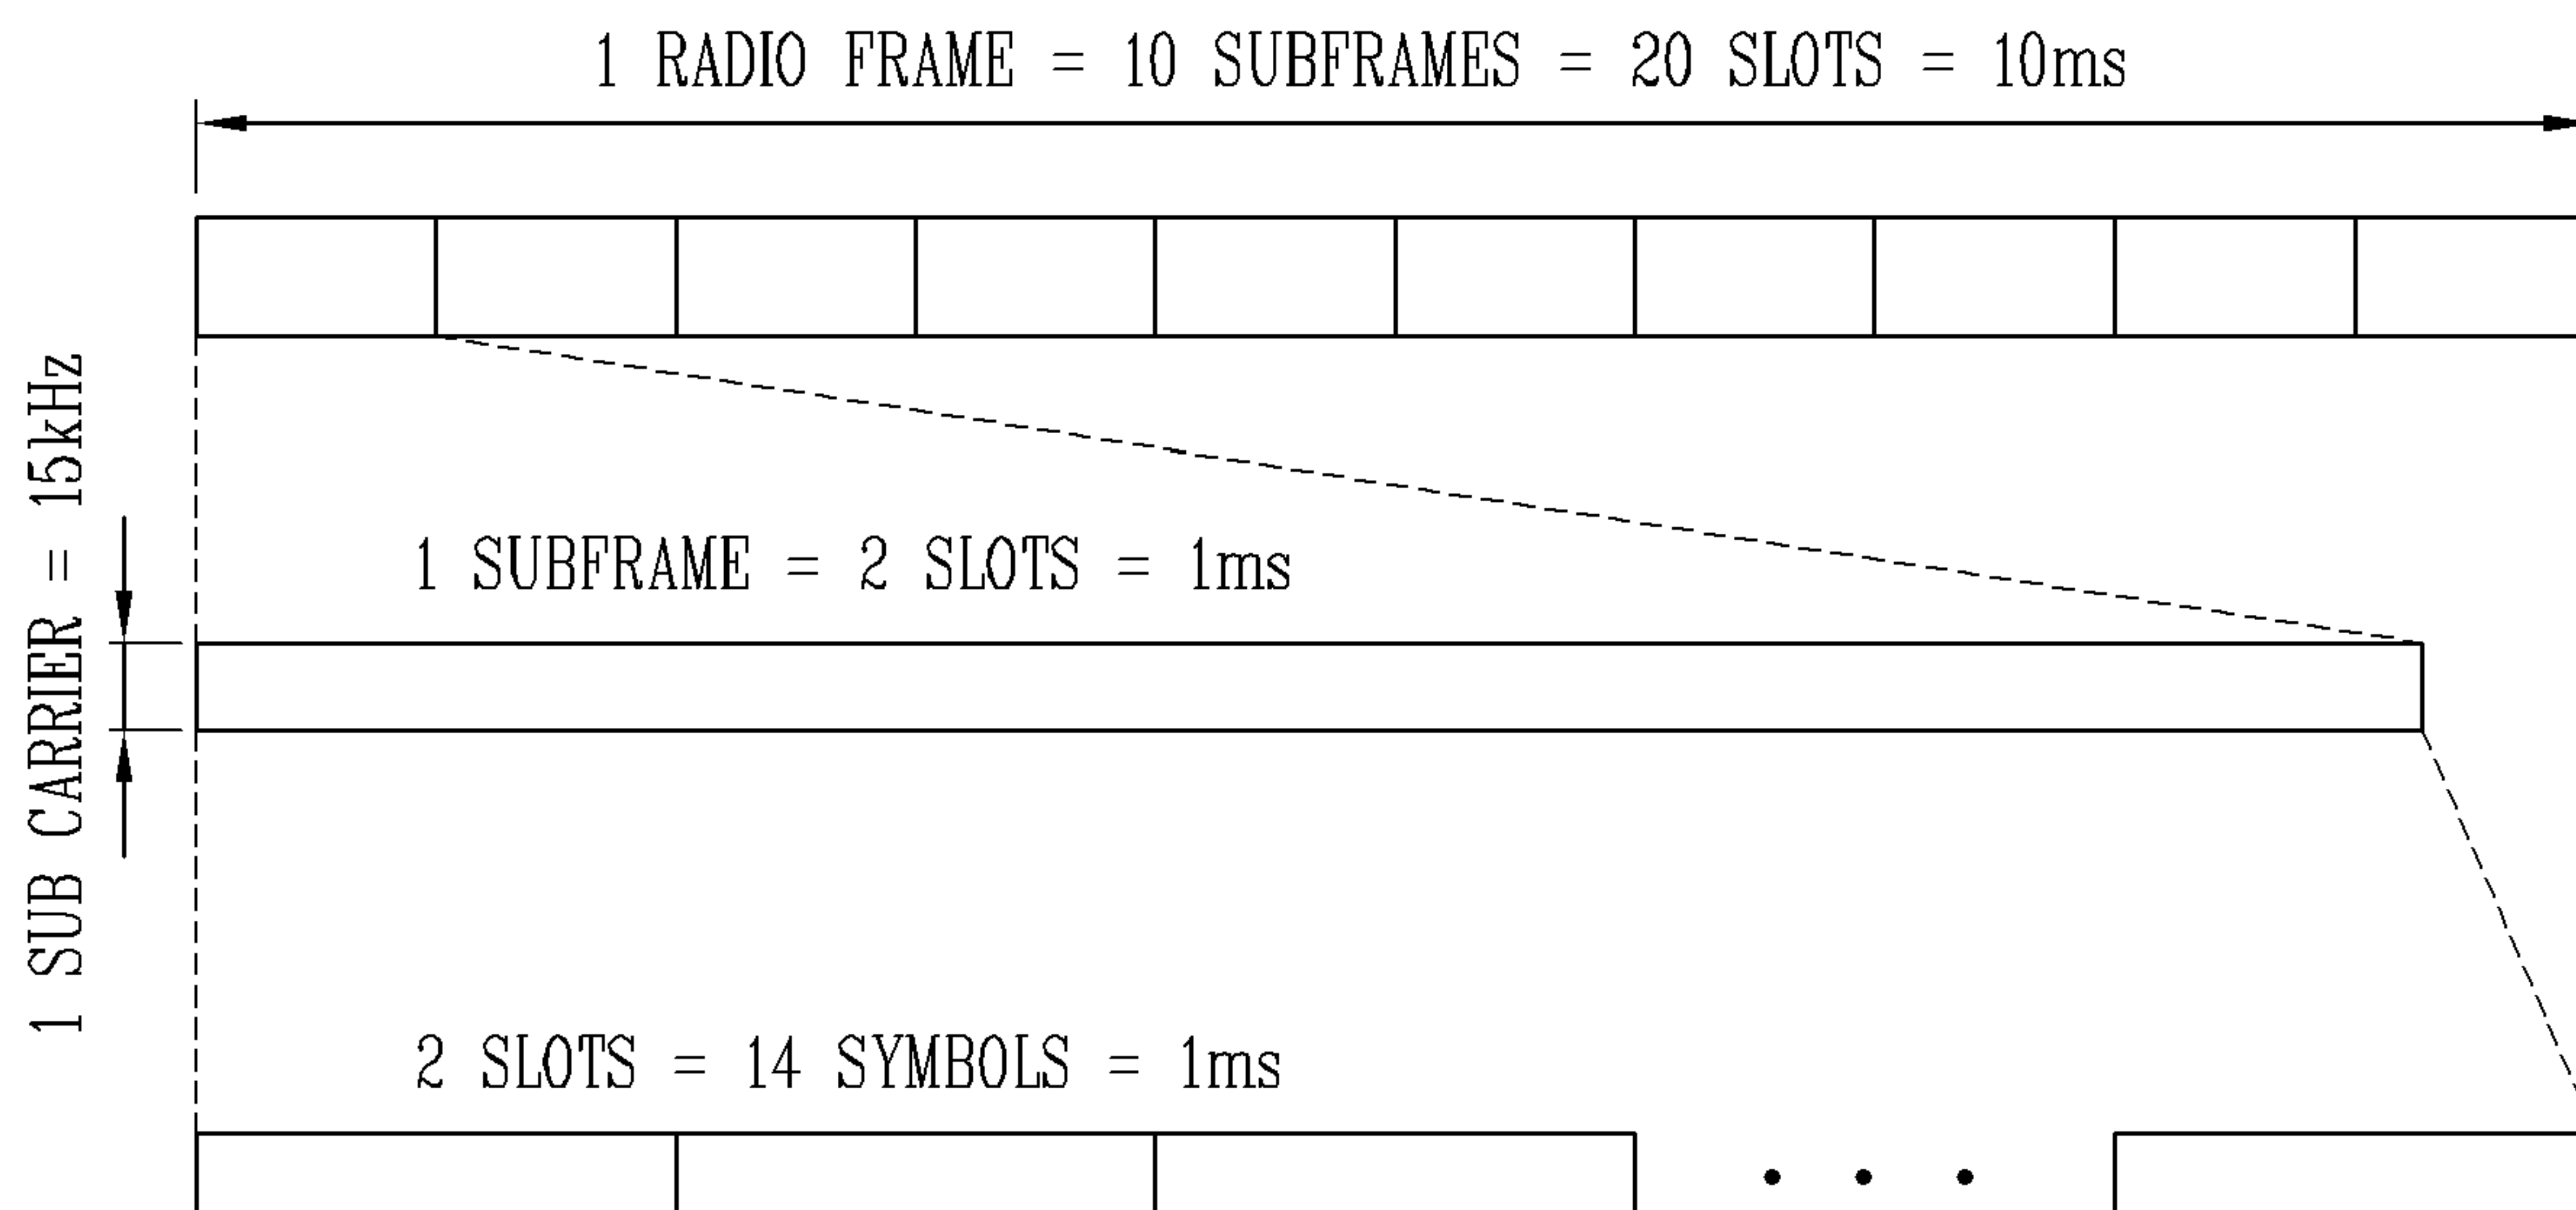 1 RADIO FRAME = 10 SUBFRAMES = 20 SLOTS = 10ms
1 SUB CARRIER = 15kHz
1 SUBFRAME = 2 SLOTS = 1ms
2 SLOTS = 14 SYMBOLS = 1ms